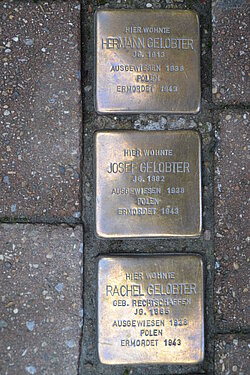 HIER WOHNTE
HERMANN GELOBTER
JG. 1913
AUSGEWIESEN 1938
POLEN
ERMORDET 1943
HIER WOHNTE
JOSEF GELOBTER
JG. 1882
AUSGEWIESEN 1938
POLEN
ERMORDET 1943
HIER WOHNTE
RACHEL GELOBTER
GEB. RECHTSCHAFFEN
JG. 1885
AUSGEWIESEN 1938
POLEN
ERMORDET 1943